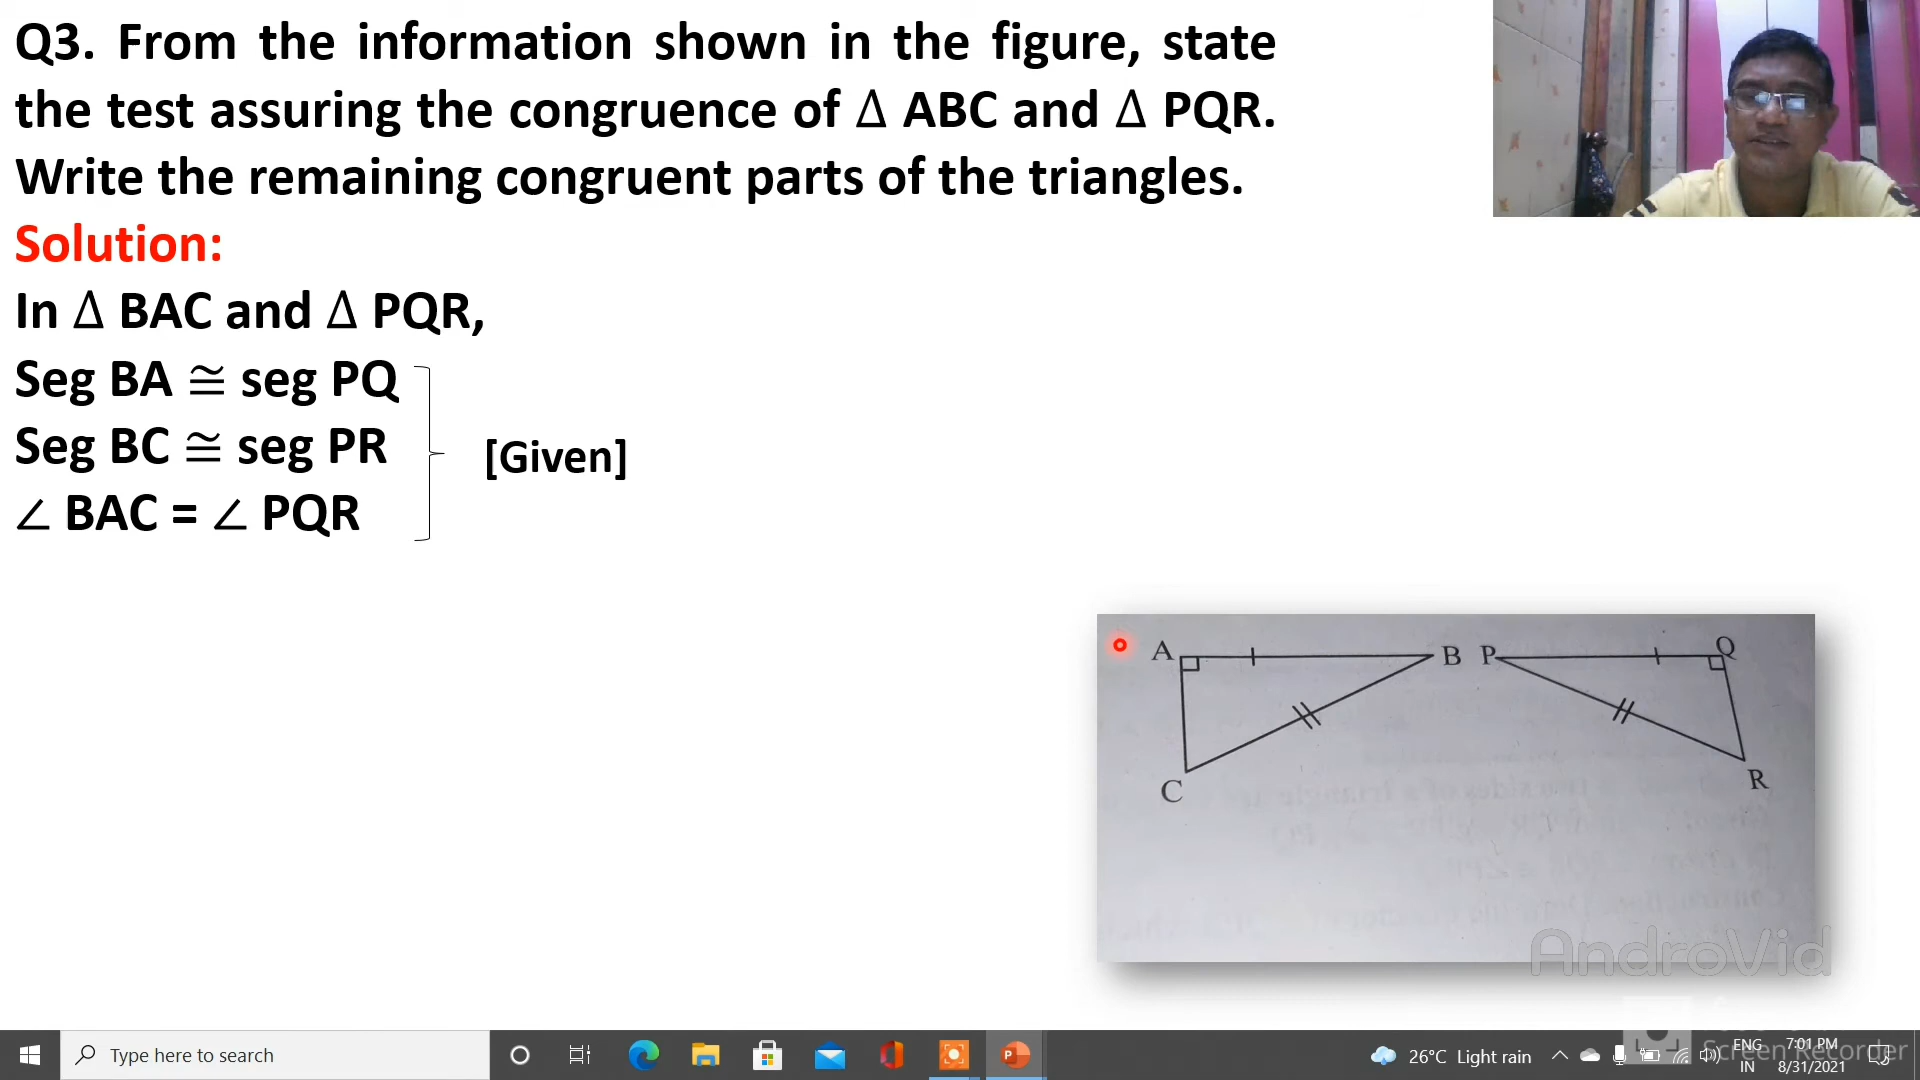 Q3. From the information shown in the figure, state
the test assuring the congruence of Δ ABC and Δ PQR.
Write the remaining congruent parts of the triangles.
Solution:
In Δ BAC and Δ PQR,
Seg BA ≅ seg PQ
Seg BC ≅ seg PR
∠ BAC = ∠ PQR
[Given]
A B P Q
C R
AndroVid
Screen Recorder
Type here to search
26°C Light rain
ENG
IN
7:01 PM
8/31/2021